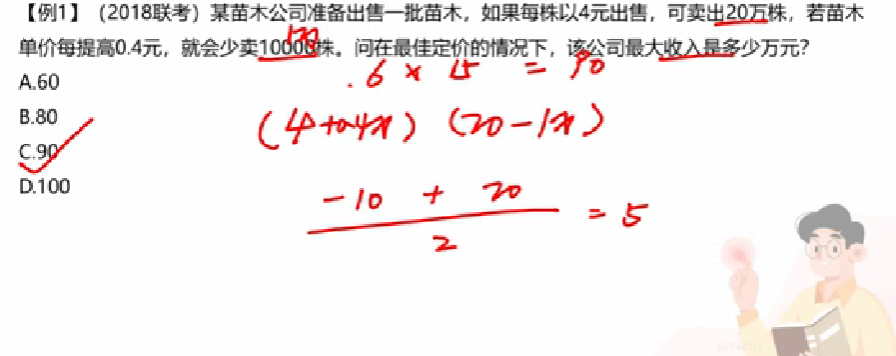 【例1】(2018联考)某苗木公司准备出售一批苗木，如果每株以4元出售，可卖出20万株，若苗木
单价每提高0.4元，就会少卖10000株。问在最佳定价的情况下，该公司最大收入是多少万元？
6 × 15 = 90
A.60
(4+0.4x) (20-1x)
B.80
C.90
D.100
-10 + 20
= 5
2